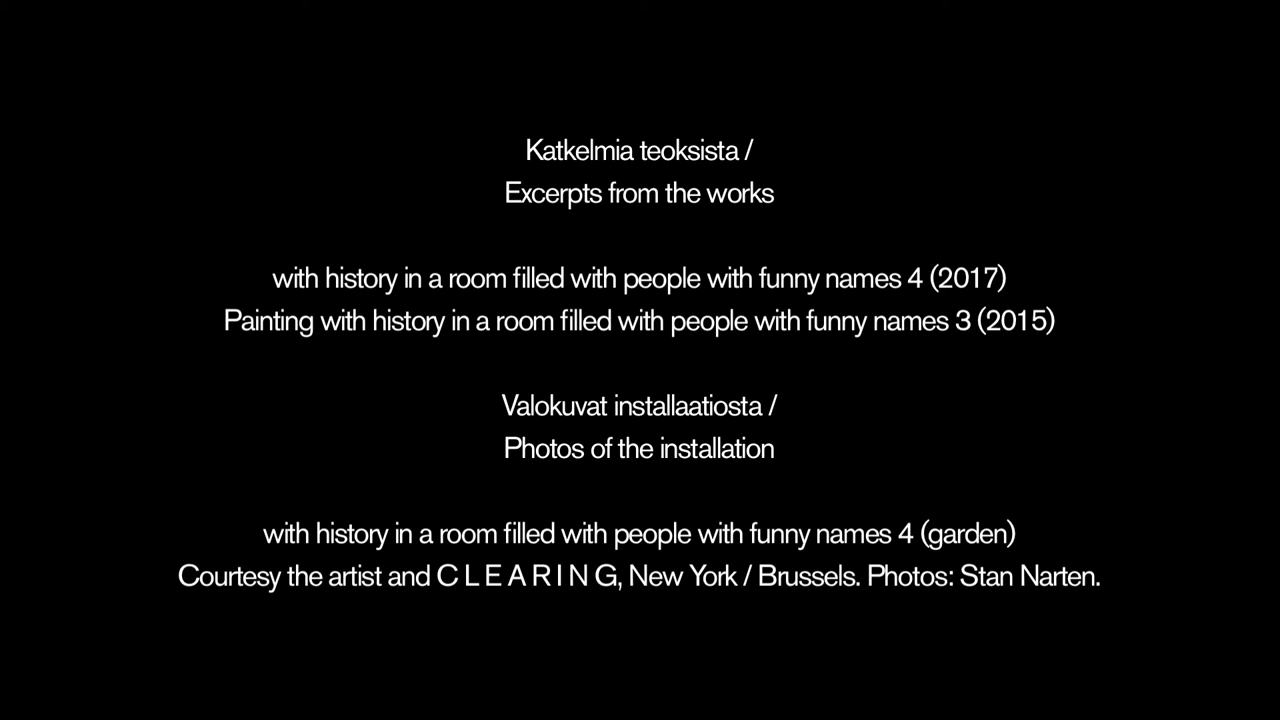 Katkelmia teoksista /
Excerpts from the works
with history in a room filled with people with funny names 4 (2017)
Painting with history in a room filled with people with funny names 3 (2015)
Valokuvat installaatiosta /
Photos of the installation
with history in a room filled with people with funny names 4 (garden)
Courtesy the artist and C L E A R I N G, New York / Brussels. Photos: Stan Narten.